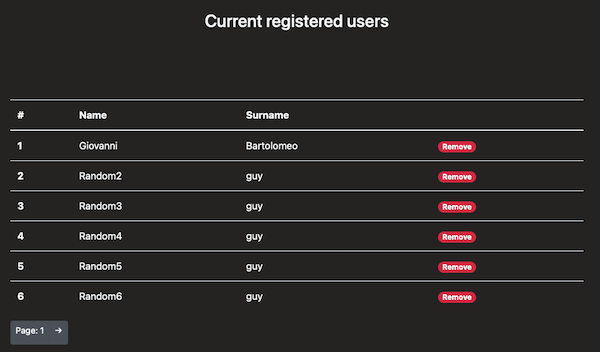 Current registered users
# Name Surname
1 Giovanni Bartolomeo Remove
2 Random2 guy Remove
3 Random3 guy Remove
4 Random4 guy Remove
5 Random5 guy Remove
6 Random6 guy Remove
Page: 1 →